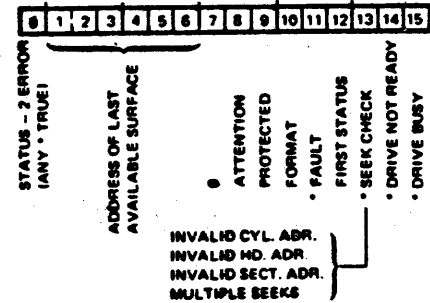 0 1 2 3 4 5 6 7 8 9 10 11 12 13 14 15
STATUS – 2 ERROR
(ANY * TRUE)
ADDRESS OF LAST
AVAILABLE SURFACE
0
ATTENTION
PROTECTED
FORMAT
* FAULT
FIRST STATUS
* SEEK CHECK
* DRIVE NOT READY
* DRIVE BUSY
INVALID CYL. ADR.
INVALID HD. ADR.
INVALID SECT. ADR.
MULTIPLE SEEKS